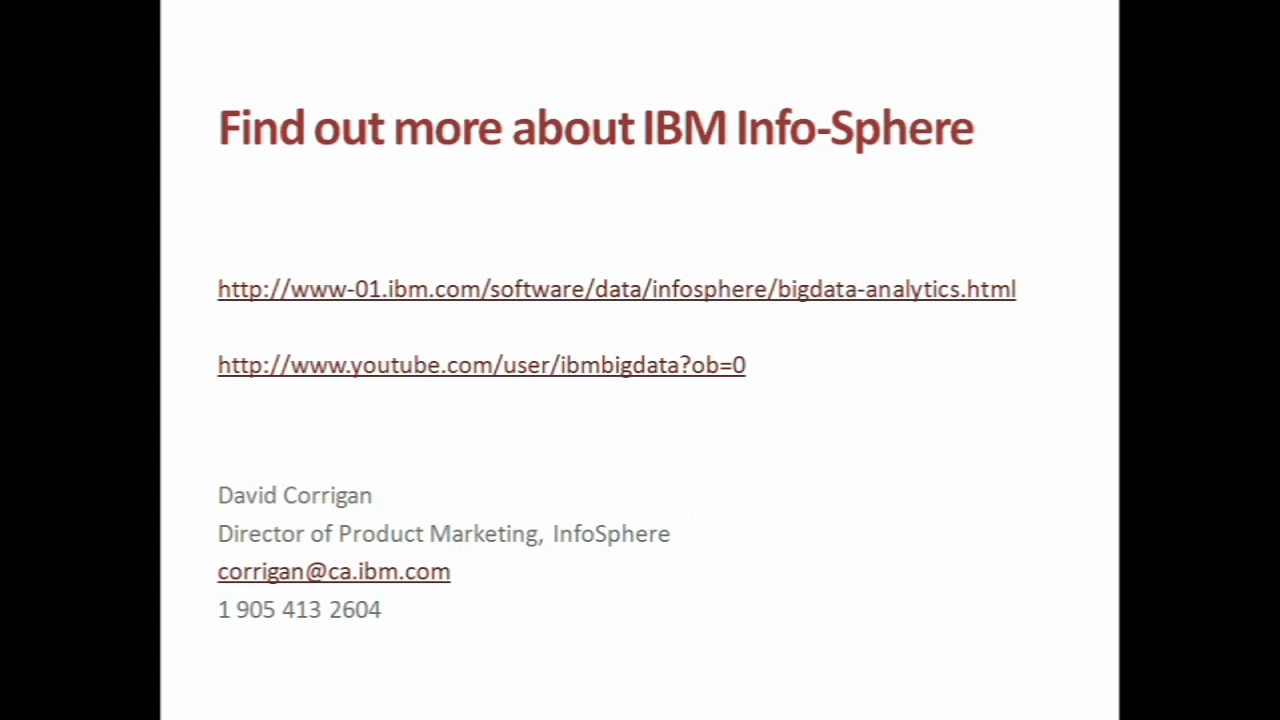 Find out more about IBM Info-Sphere
http://www-01.ibm.com/software/data/infosphere/bigdata-analytics.html
http://www.youtube.com/user/ibmbigdata?ob=0
David Corrigan
Director of Product Marketing, InfoSphere
corrigan@ca.ibm.com
1 905 413 2604